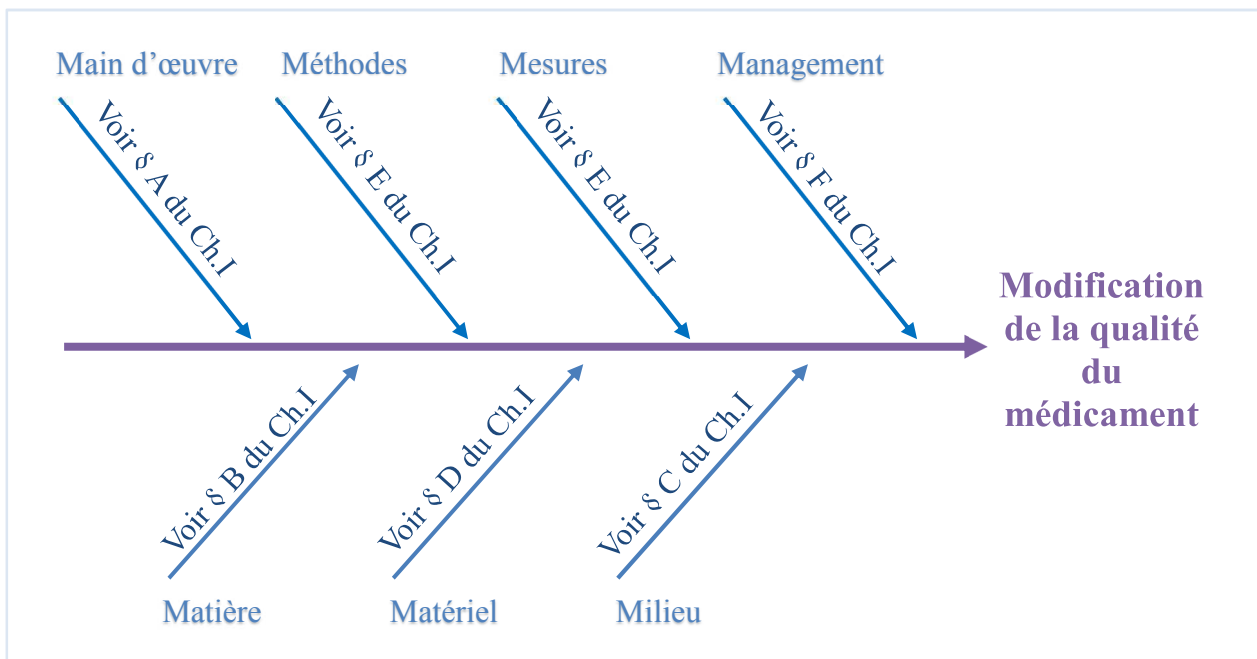 Main d’œuvre
Méthodes
Mesures
Management
Voir § A du Ch.I
Voir § E du Ch.I
Voir § E du Ch.I
Voir § F du Ch.I
Modification
de la qualité
du
médicament
Voir § B du Ch.I
Voir § D du Ch.I
Voir § C du Ch.I
Matière
Matériel
Milieu